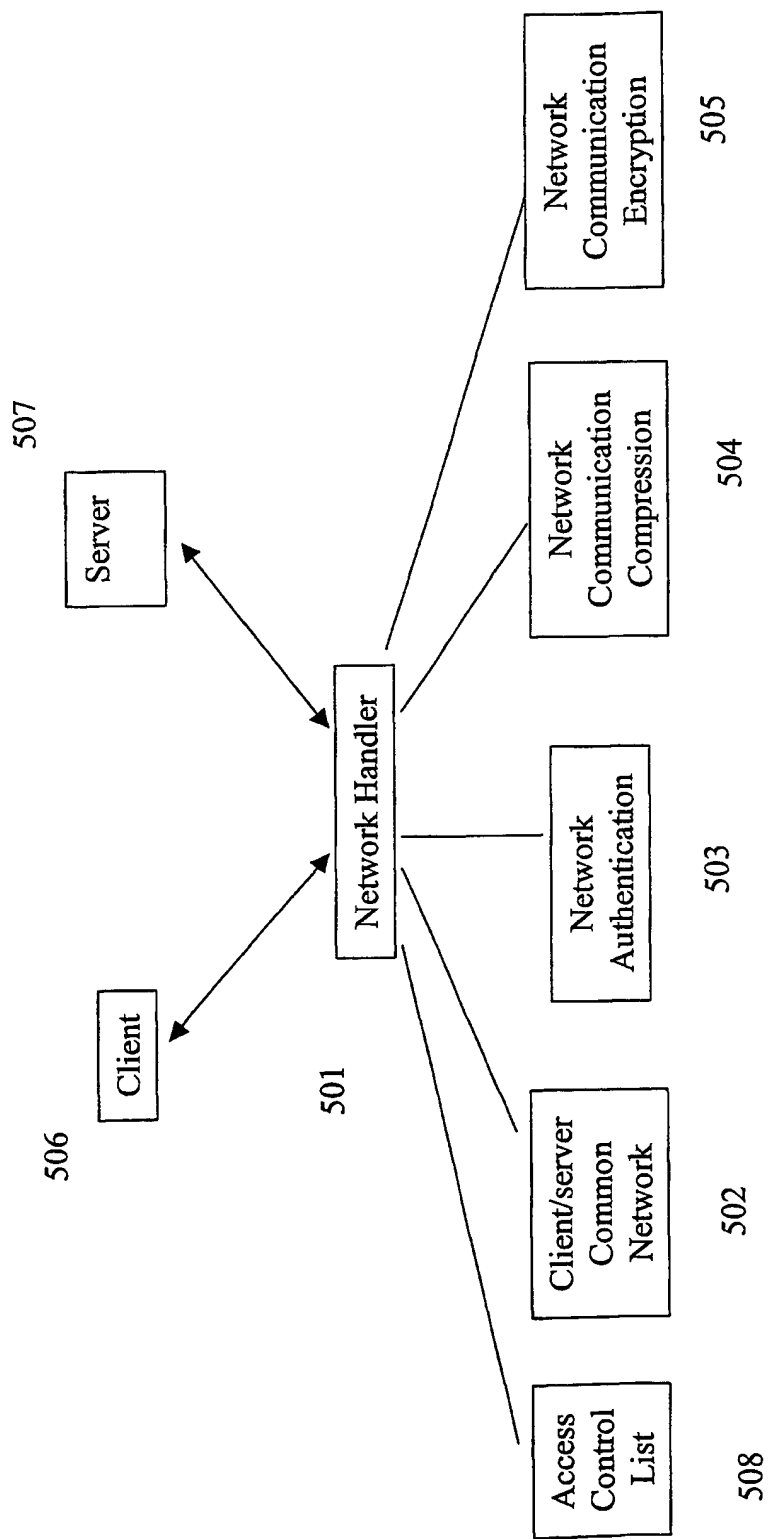 507
Server
506
Client
501
Network Handler
Access
Control
List
508
Client/server
Common
Network
502
Network
Authentication
503
Network
Communication
Compression
504
Network
Communication
Encryption
505